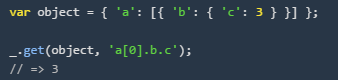 var object = { 'a': [{ 'b': { 'c': 3 } }] };
_.get(object, 'a[0].b.c');
// => 3